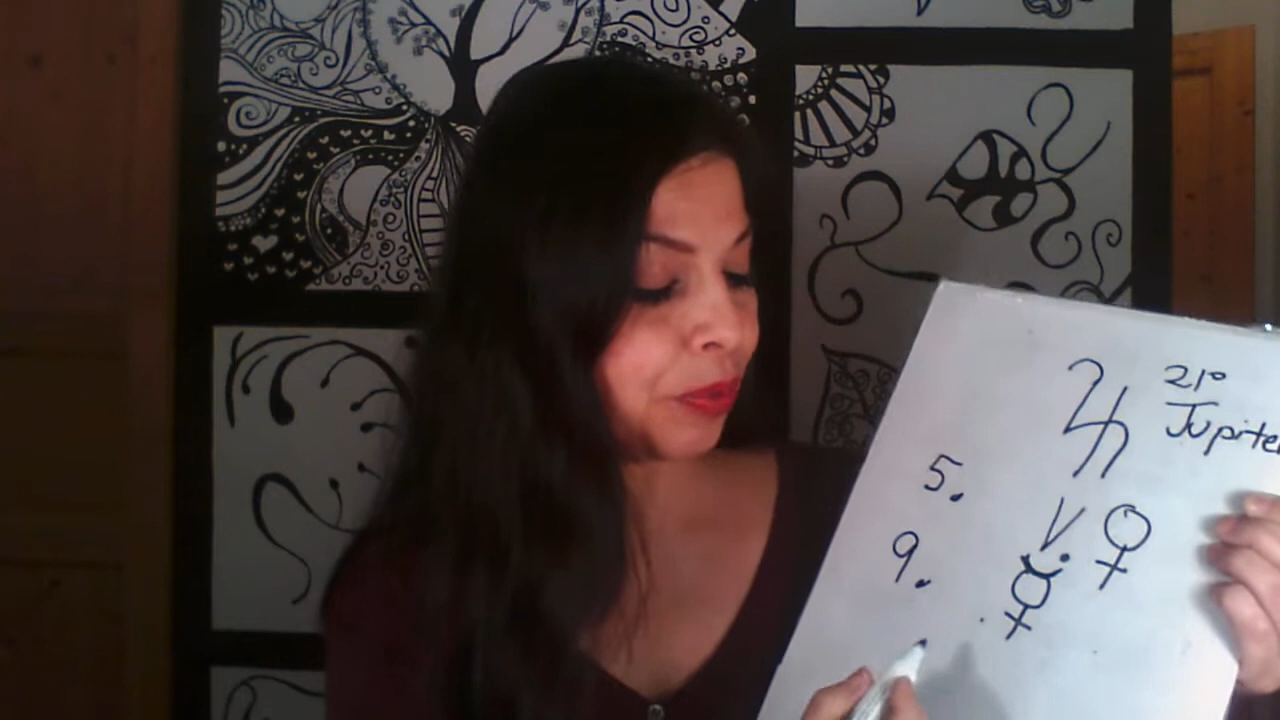 ♃ 21°
Jupiter
5. V ♀
9. ☿